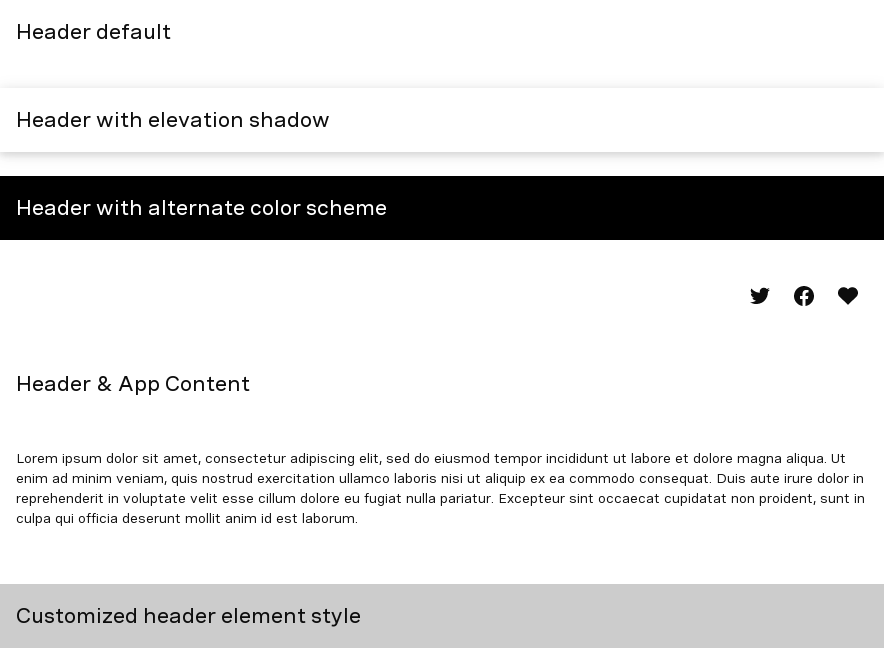 Header default
Header with elevation shadow
Header with alternate color scheme
Header & App Content
Lorem ipsum dolor sit amet, consectetur adipiscing elit, sed do eiusmod tempor incididunt ut labore et dolore magna aliqua. Ut
enim ad minim veniam, quis nostrud exercitation ullamco laboris nisi ut aliquip ex ea commodo consequat. Duis aute irure dolor in
reprehenderit in voluptate velit esse cillum dolore eu fugiat nulla pariatur. Excepteur sint occaecat cupidatat non proident, sunt in
culpa qui officia deserunt mollit anim id est laborum.
Customized header element style